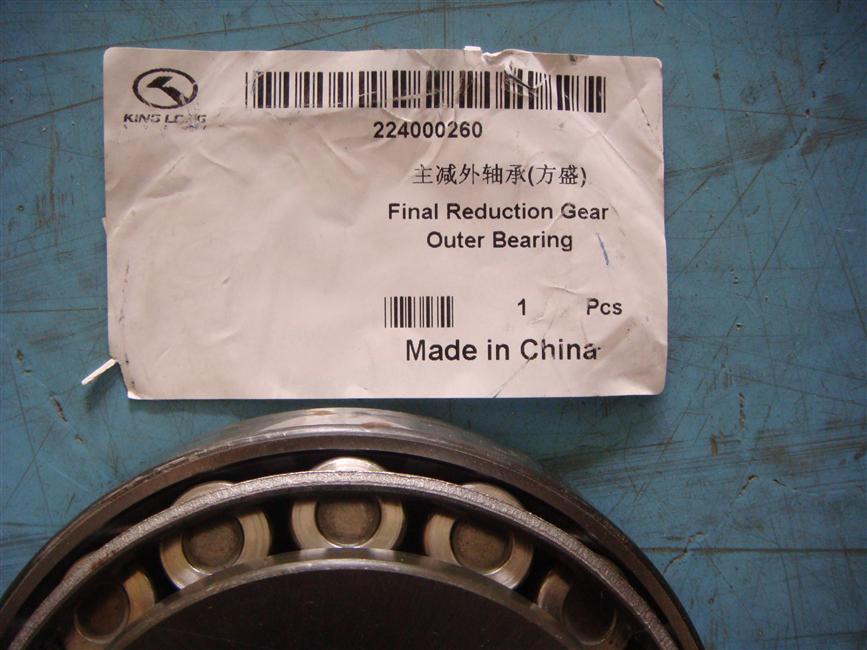 KING LONG
224000260
主减外轴承(方盛)
Final Reduction Gear
Outer Bearing
1 Pcs
Made in China